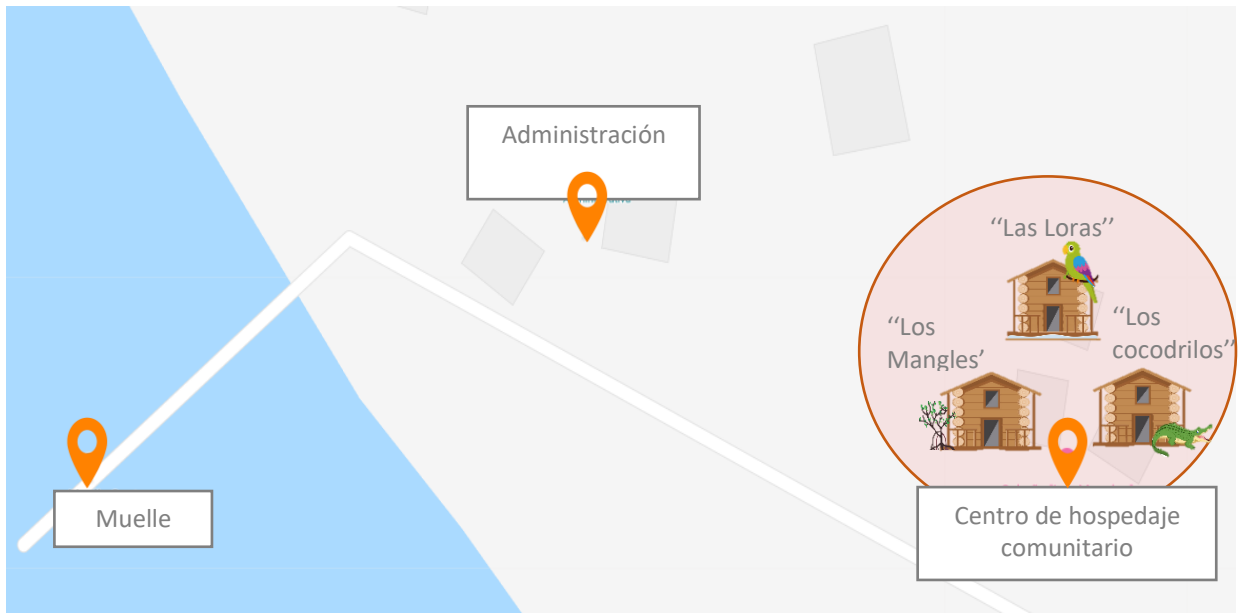 Administración
“Las Loras”
“Los
Mangles’
“Los
cocodrilos”
Muelle
Centro de hospedaje
comunitario